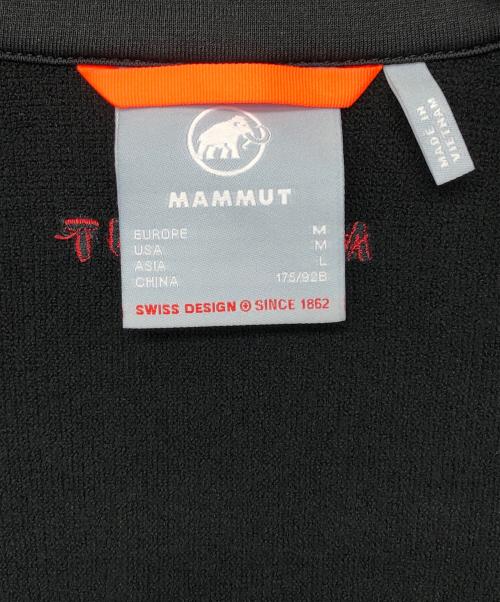 MAMMUT
EUROPE M
USA M
ASIA L
CHINA 175/92B
SWISS DESIGN SINCE 1862
MADE IN
VIETNAM